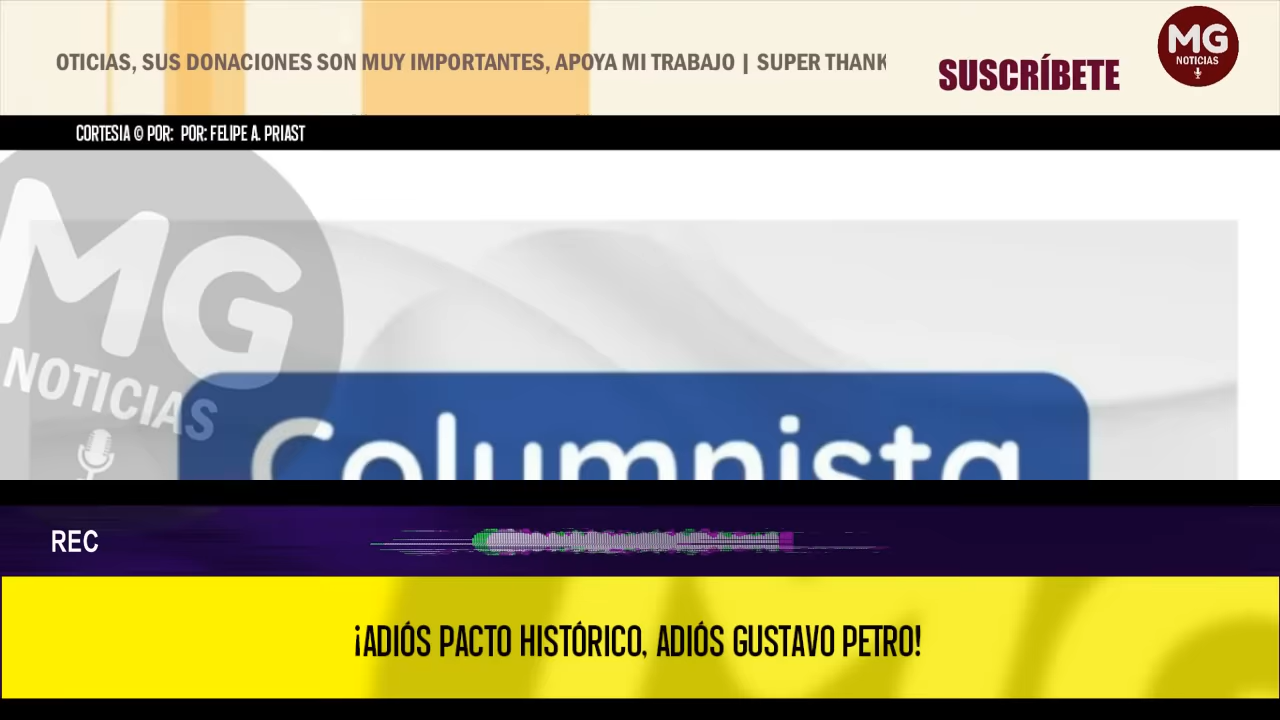 OTICIAS, SUS DONACIONES SON MUY IMPORTANTES, APOYA MI TRABAJO | SUPER THANK
SUSCRÍBETE
MG
NOTICIAS
CORTESIA © POR: POR: FELIPE A. PRIAST
MG
NOTICIAS
Columnista
REC
¡ADIÓS PACTO HISTÓRICO, ADIÓS GUSTAVO PETRO!